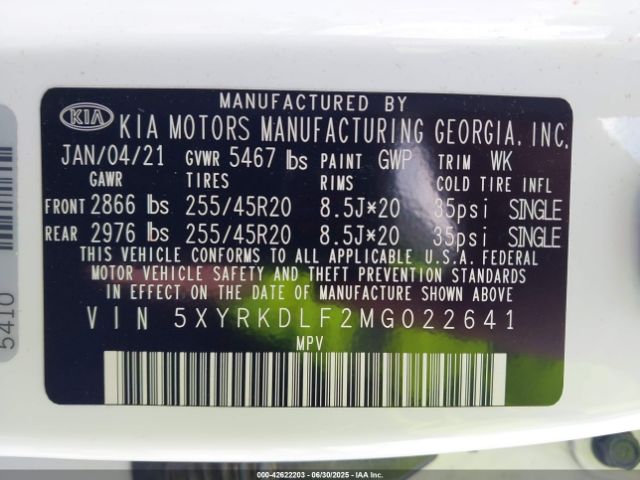 MANUFACTURED BY
KIA KIA MOTORS MANUFACTURING GEORGIA, INC.
JAN/04/21 GVWR 5467 lbs PAINT GWP TRIM WK
GAWR TIRES RIMS COLD TIRE INFL
FRONT 2866 lbs 255/45R20 8.5J*20 35psi SINGLE
REAR 2976 lbs 255/45R20 8.5J*20 35psi SINGLE
THIS VEHICLE CONFORMS TO ALL APPLICABLE U.S.A. FEDERAL
MOTOR VEHICLE SAFETY AND THEFT PREVENTION STANDARDS
IN EFFECT ON THE DATE OF MANUFACTURE SHOWN ABOVE.
VIN 5XYRKDLF2MG022641
MPV
5410
000-42622203 - 06/30/2025 - IAA Inc.